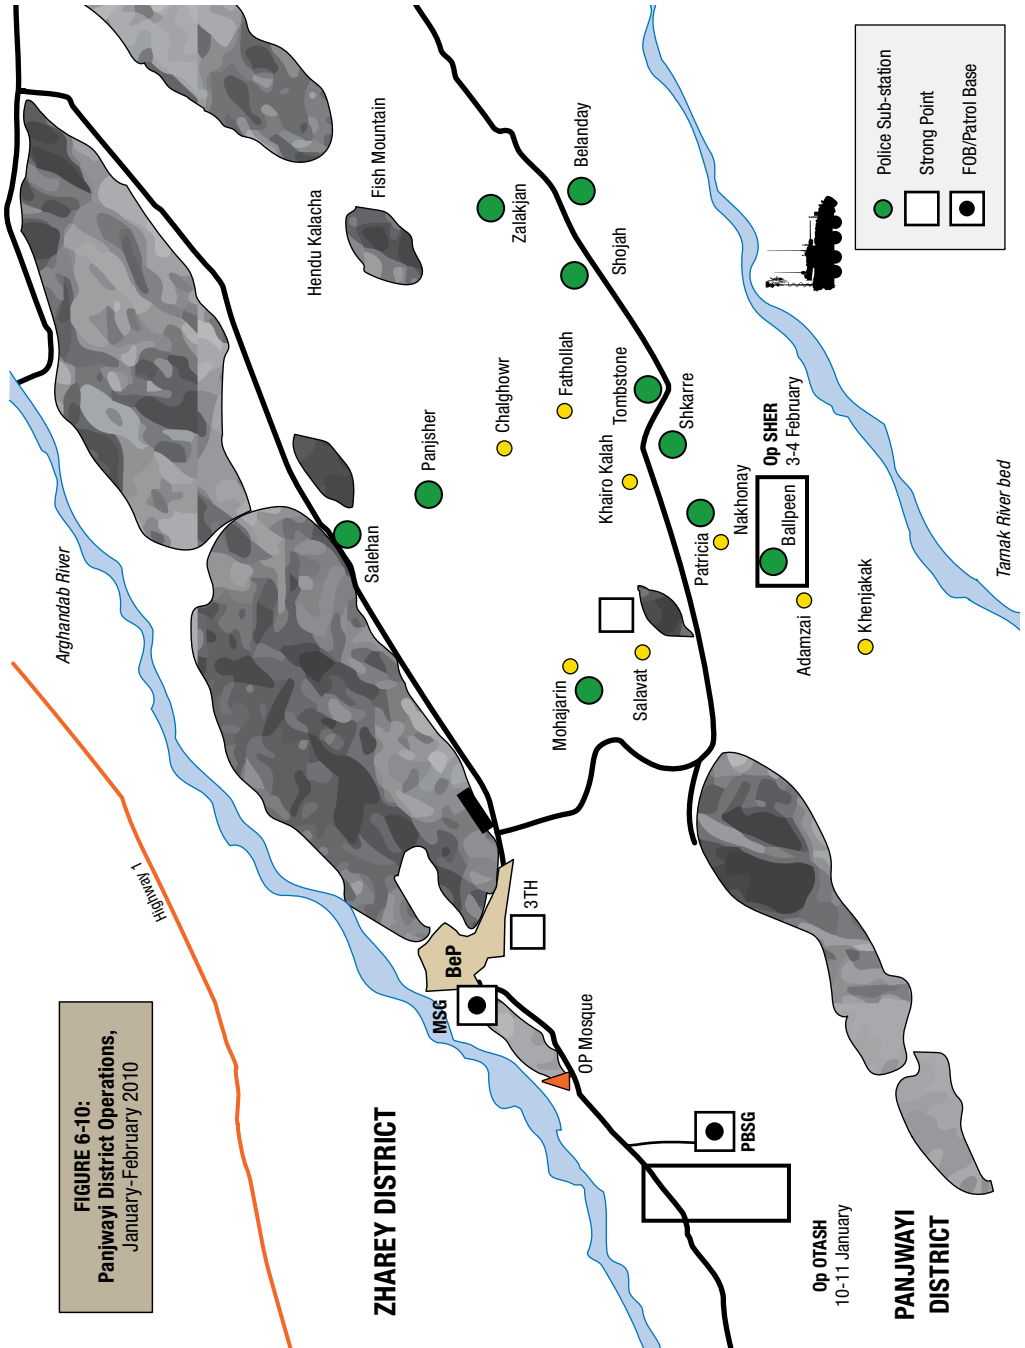 FIGURE 6-10:
Panjwayi District Operations,
January-February 2010
Highway 1
Arghandab River
ZHAREY DISTRICT
MSG
BeP
3TH
OP Mosque
PBSG
Op OTASH
10-11 January
PANJWAYI
DISTRICT
Salehan
Panjsher
Hendu Kalacha
Fish Mountain
Chalghowr
Zalakjan
Belanday
Shojah
Fathollah
Tombstone
Khairo Kalah
Shkarre
Mohajarin
Salavat
Patricia
Nakhonay
Op SHER
3-4 February
Ballpeen
Adamzai
Khenjakak
Tarnak River bed
Police Sub-station
Strong Point
FOB/Patrol Base